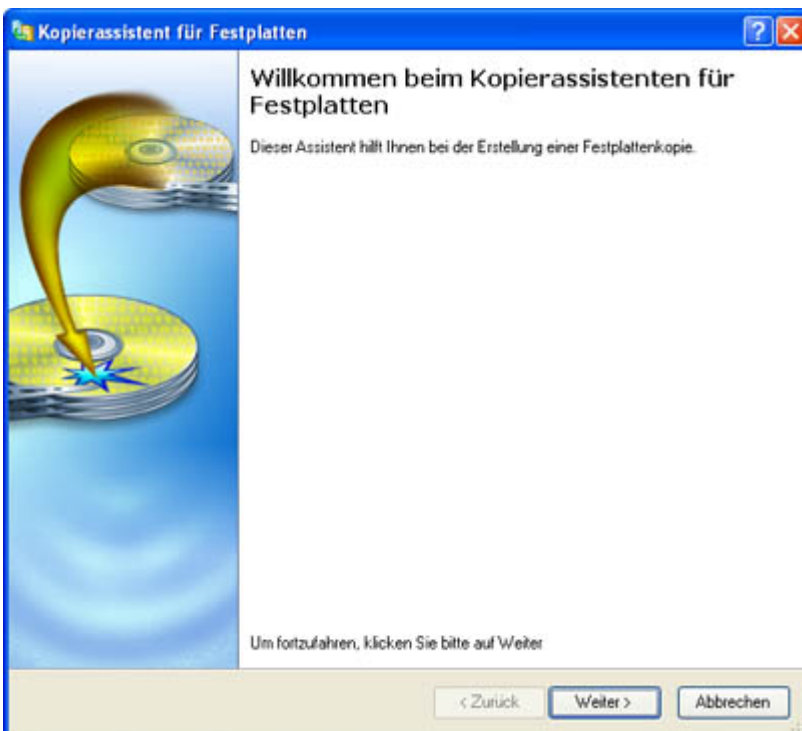 Kopierassistent für Festplatten
Willkommen beim Kopierassistenten für
Festplatten
Dieser Assistent hilft Ihnen bei der Erstellung einer Festplattenkopie.
Um fortzufahren, klicken Sie bitte auf Weiter
< Zurück
Weiter >
Abbrechen